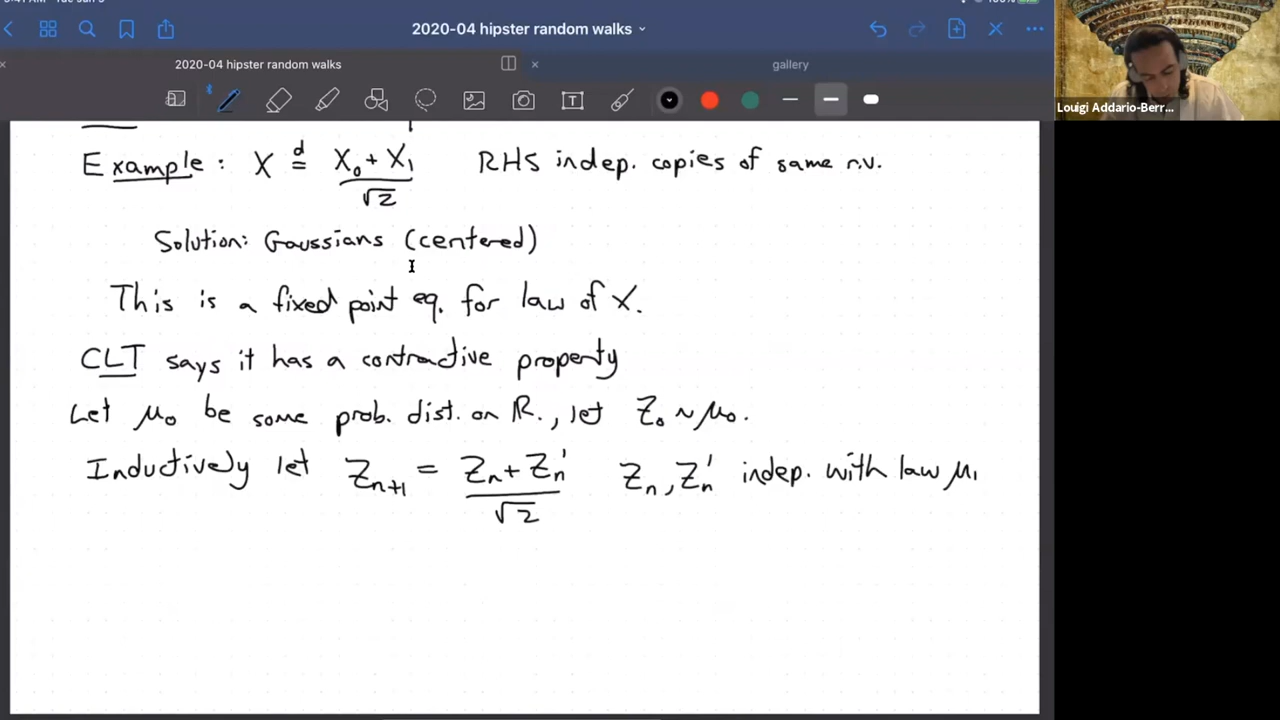 2020-04 hipster random walks
2020-04 hipster random walks
gallery
Louigi Addario-Berr...
Example: X d= X₀ + X₁ / √2 RHS indep. copies of same r.v.
Solution: Gaussians (centered)
This is a fixed point eq. for law of X.
CLT says it has a contractive property
Let μ₀ be some prob. dist. on ℝ., let Z₀ ~ μ₀.
Inductively let Zₙ₊₁ = Zₙ + Zₙ' / √2 Zₙ, Zₙ' indep. with law μ